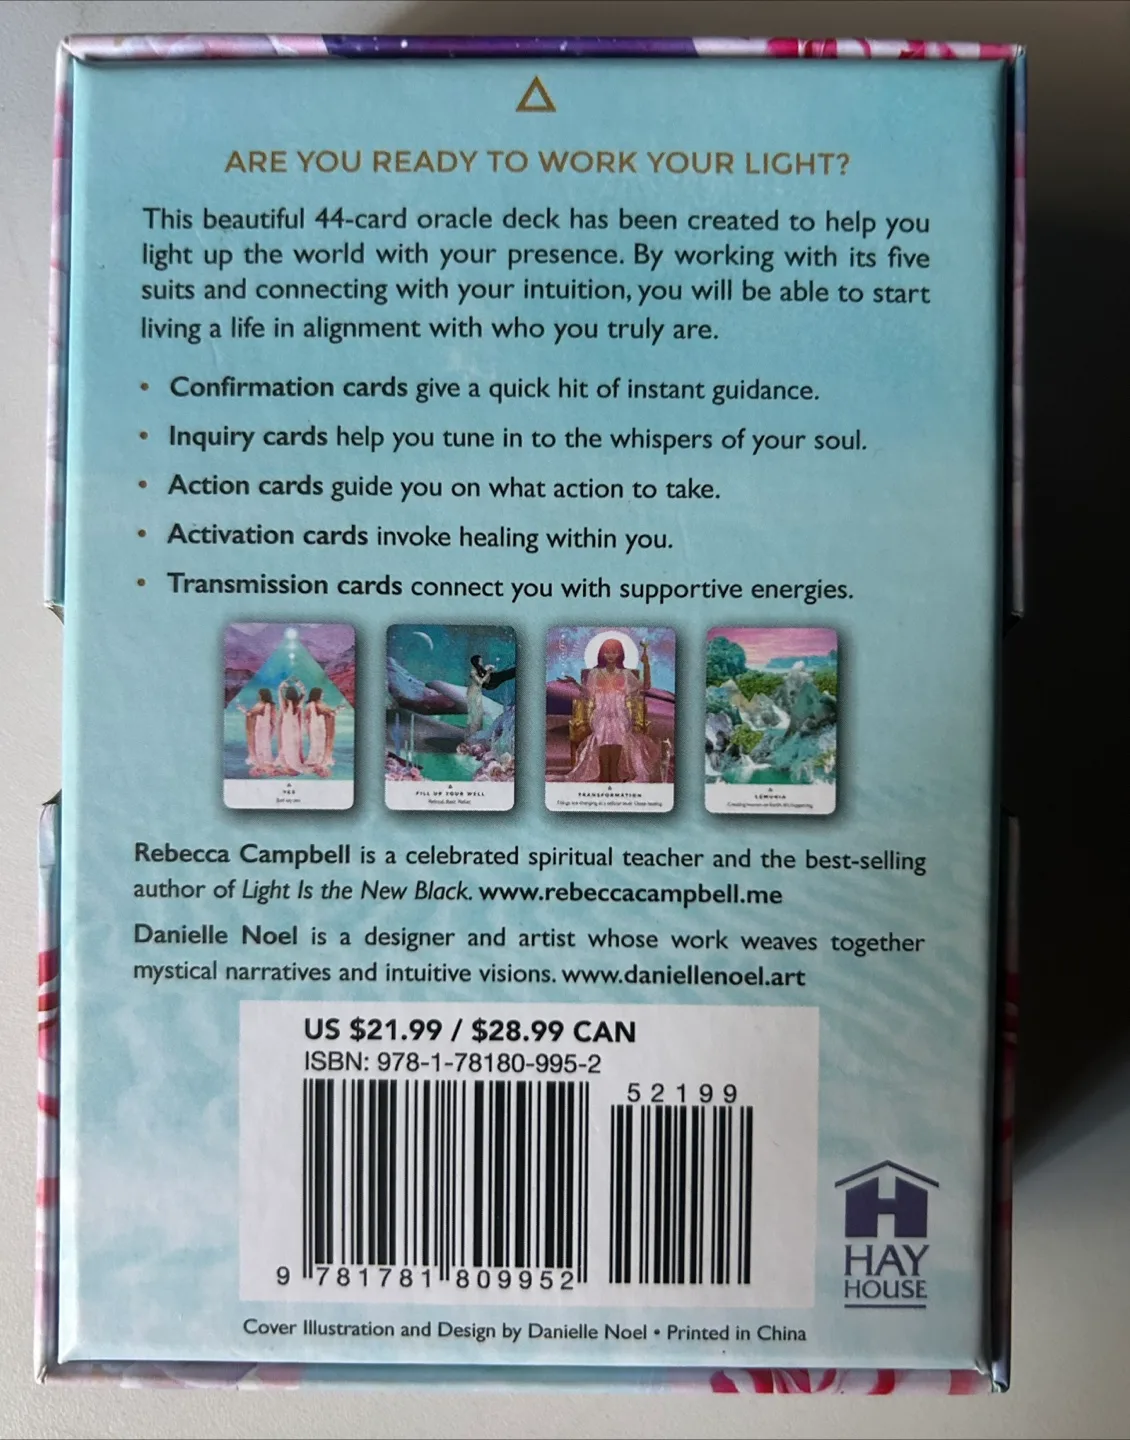 ARE YOU READY TO WORK YOUR LIGHT?
This beautiful 44-card oracle deck has been created to help you
light up the world with your presence. By working with its five
suits and connecting with your intuition, you will be able to start
living a life in alignment with who you truly are.
• Confirmation cards give a quick hit of instant guidance.
• Inquiry cards help you tune in to the whispers of your soul.
• Action cards guide you on what action to take.
• Activation cards invoke healing within you.
• Transmission cards connect you with supportive energies.
YES
FILL UP YOUR WELL
TRANSFORMATION
LEMURIA
Retreat. Rest. Refill.
Rebecca Campbell is a celebrated spiritual teacher and the best-selling
author of Light Is the New Black. www.rebeccacampbell.me
Danielle Noel is a designer and artist whose work weaves together
mystical narratives and intuitive visions. www.daniellenoel.art
US $21.99 / $28.99 CAN
ISBN: 978-1-78180-995-2
52199
9 781781 809952
HAY
HOUSE
Cover Illustration and Design by Danielle Noel • Printed in China